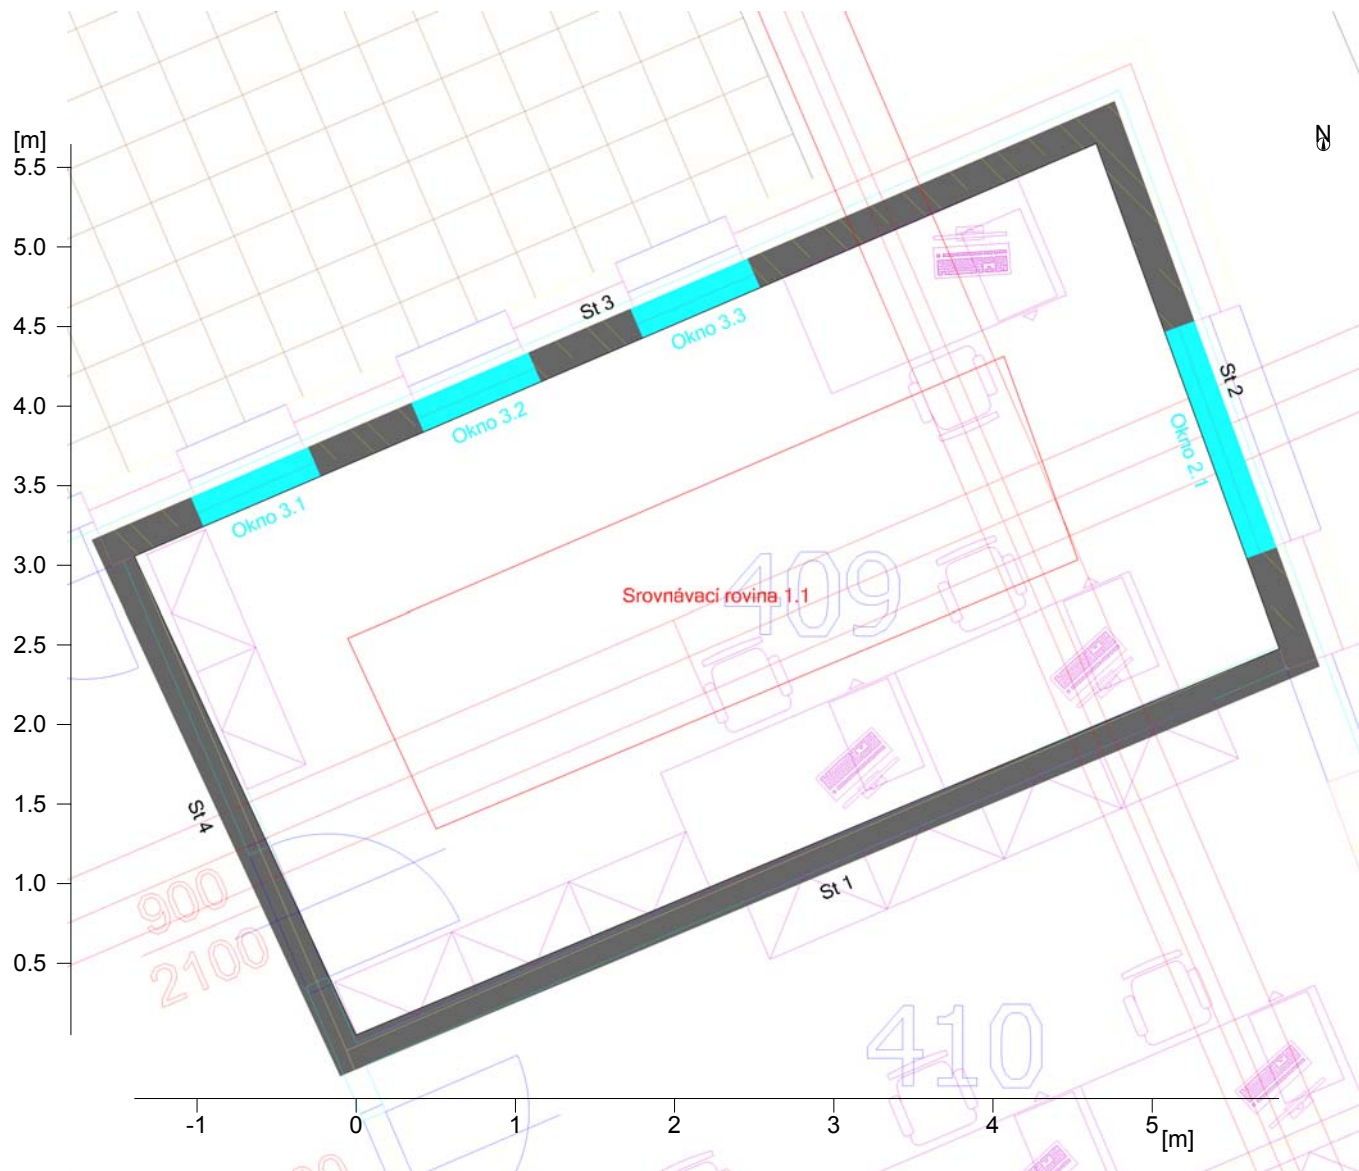 [m]
N
5.5
5.0
St 3
4.5
Okno 3.3
St 2
4.0
Okno 3.2
3.5
Okno 3.1
Okno 2.1
3.0
Srovnávací rovina 1.1
409
2.5
2.0
1.5
St 4
1.0
900
St 1
0.5
2100
410
-1 0 1 2 3 4 5 [m]